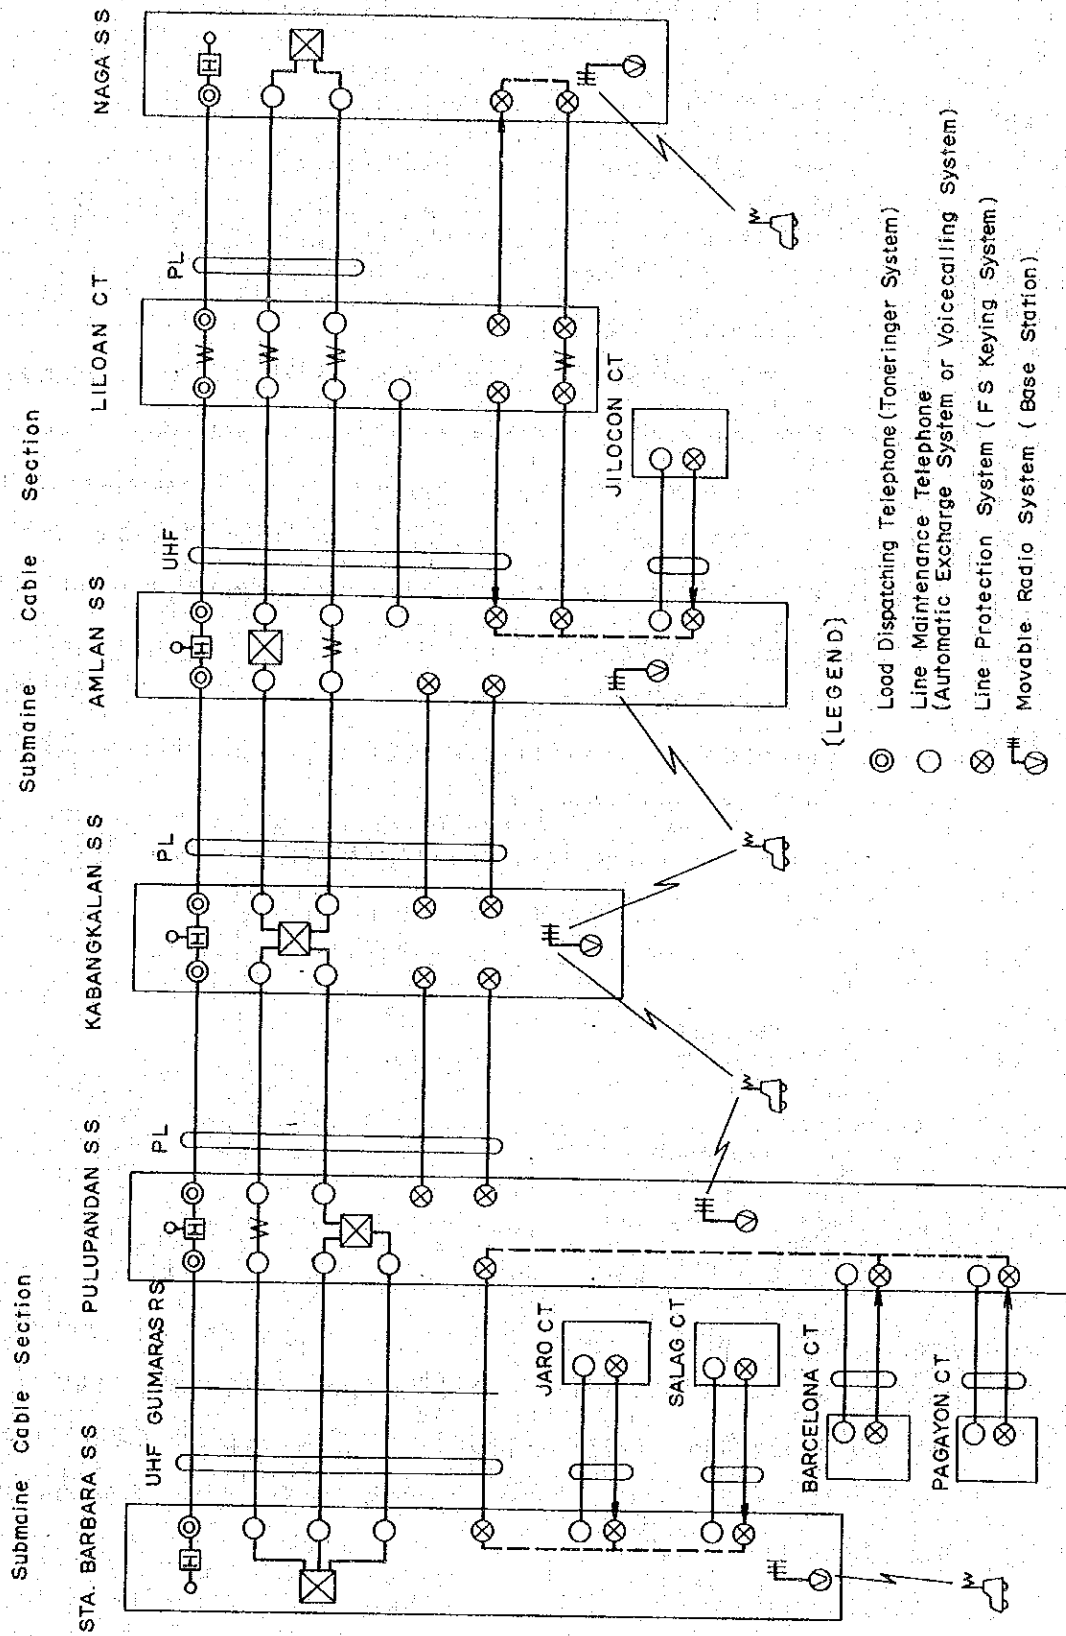 Submaine Cable Section
Submaine Cable Section
STA. BARBARA SS
PULUPANDAN SS
KABANGKALAN SS
AMLAN SS
LILOAN CT
NAGA SS
UHF
GUIMARAS RS
PL
PL
UHF
PL
H
H
H
H
H
W
W
W
W
W
W
JARO CT
SALAG CT
BARCELONA CT
PAGAYON CT
JILOCON CT
V
V
V
V
V
(LEGEND)
Load Dispatching Telephone (Toneringer System)
Line Maintenance Telephone
(Automatic Excharge System or Voicecalling System)
Line Protection System (FS Keying System)
V
Movable Radio System (Base Station)